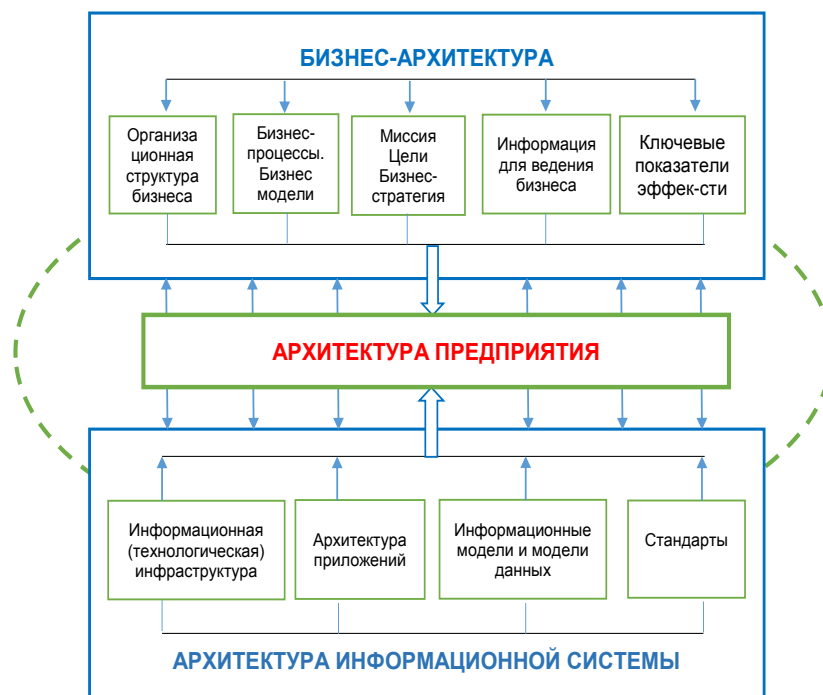 БИЗНЕС-АРХИТЕКТУРА
Организа
ционная
структура
бизнеса
Бизнес-
процессы.
Бизнес
модели
Миссия
Цели
Бизнес-
стратегия
Информация
для ведения
бизнеса
Ключевые
показатели
эффек-сти
АРХИТЕКТУРА ПРЕДПРИЯТИЯ
Информационная
(технологическая)
инфраструктура
Архитектура
приложений
Информационные
модели и модели
данных
Стандарты
АРХИТЕКТУРА ИНФОРМАЦИОННОЙ СИСТЕМЫ